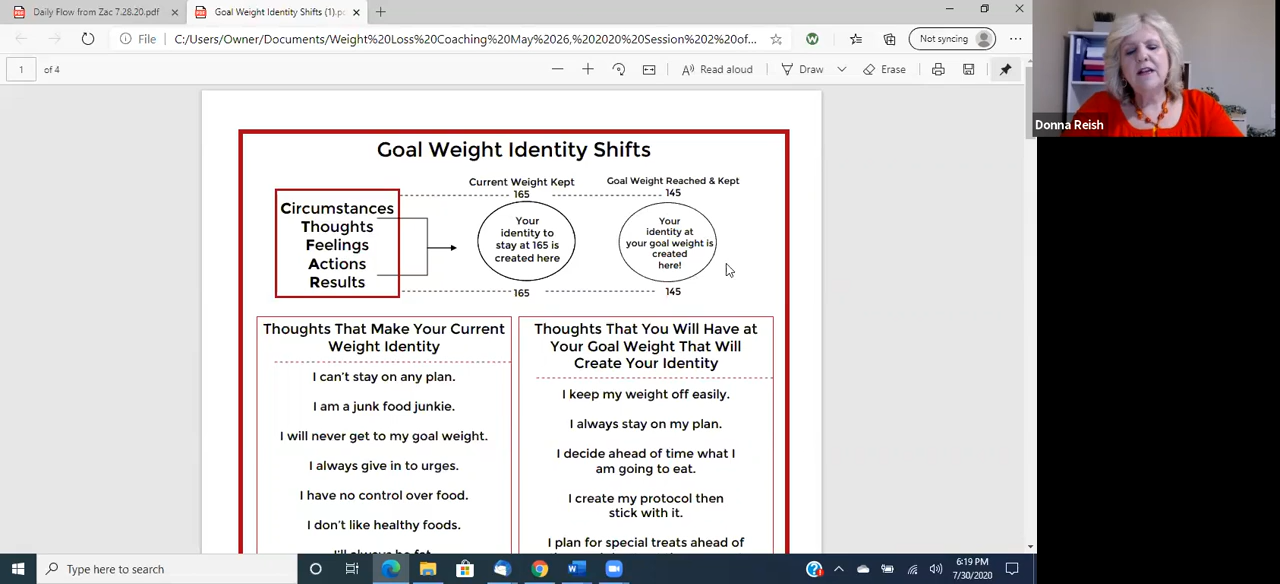 Daily Flow from Zac 7.28.20.pdf
Goal Weight Identity Shifts (1).pc
File
C:/Users/Owner/Documents/Weight%20Loss%20Coaching%20May%2026,%202020%20Session%202%20of...
Not syncing
1 of 4
Read aloud
Draw
Erase
Donna Reish
Goal Weight Identity Shifts
Circumstances
Thoughts
Feelings
Actions
Results
Current Weight Kept
165
Your
identity to
stay at 165 is
created here
165
Goal Weight Reached & Kept
145
Your
identity at
your goal weight is
created
here!
145
Thoughts That Make Your Current
Weight Identity
I can't stay on any plan.
I am a junk food junkie.
I will never get to my goal weight.
I always give in to urges.
I have no control over food.
I don't like healthy foods.
I'll always be fat.
Thoughts That You Will Have at
Your Goal Weight That Will
Create Your Identity
I keep my weight off easily.
I always stay on my plan.
I decide ahead of time what I
am going to eat.
I create my protocol then
stick with it.
I plan for special treats ahead of
Type here to search
6:19 PM
7/30/2020